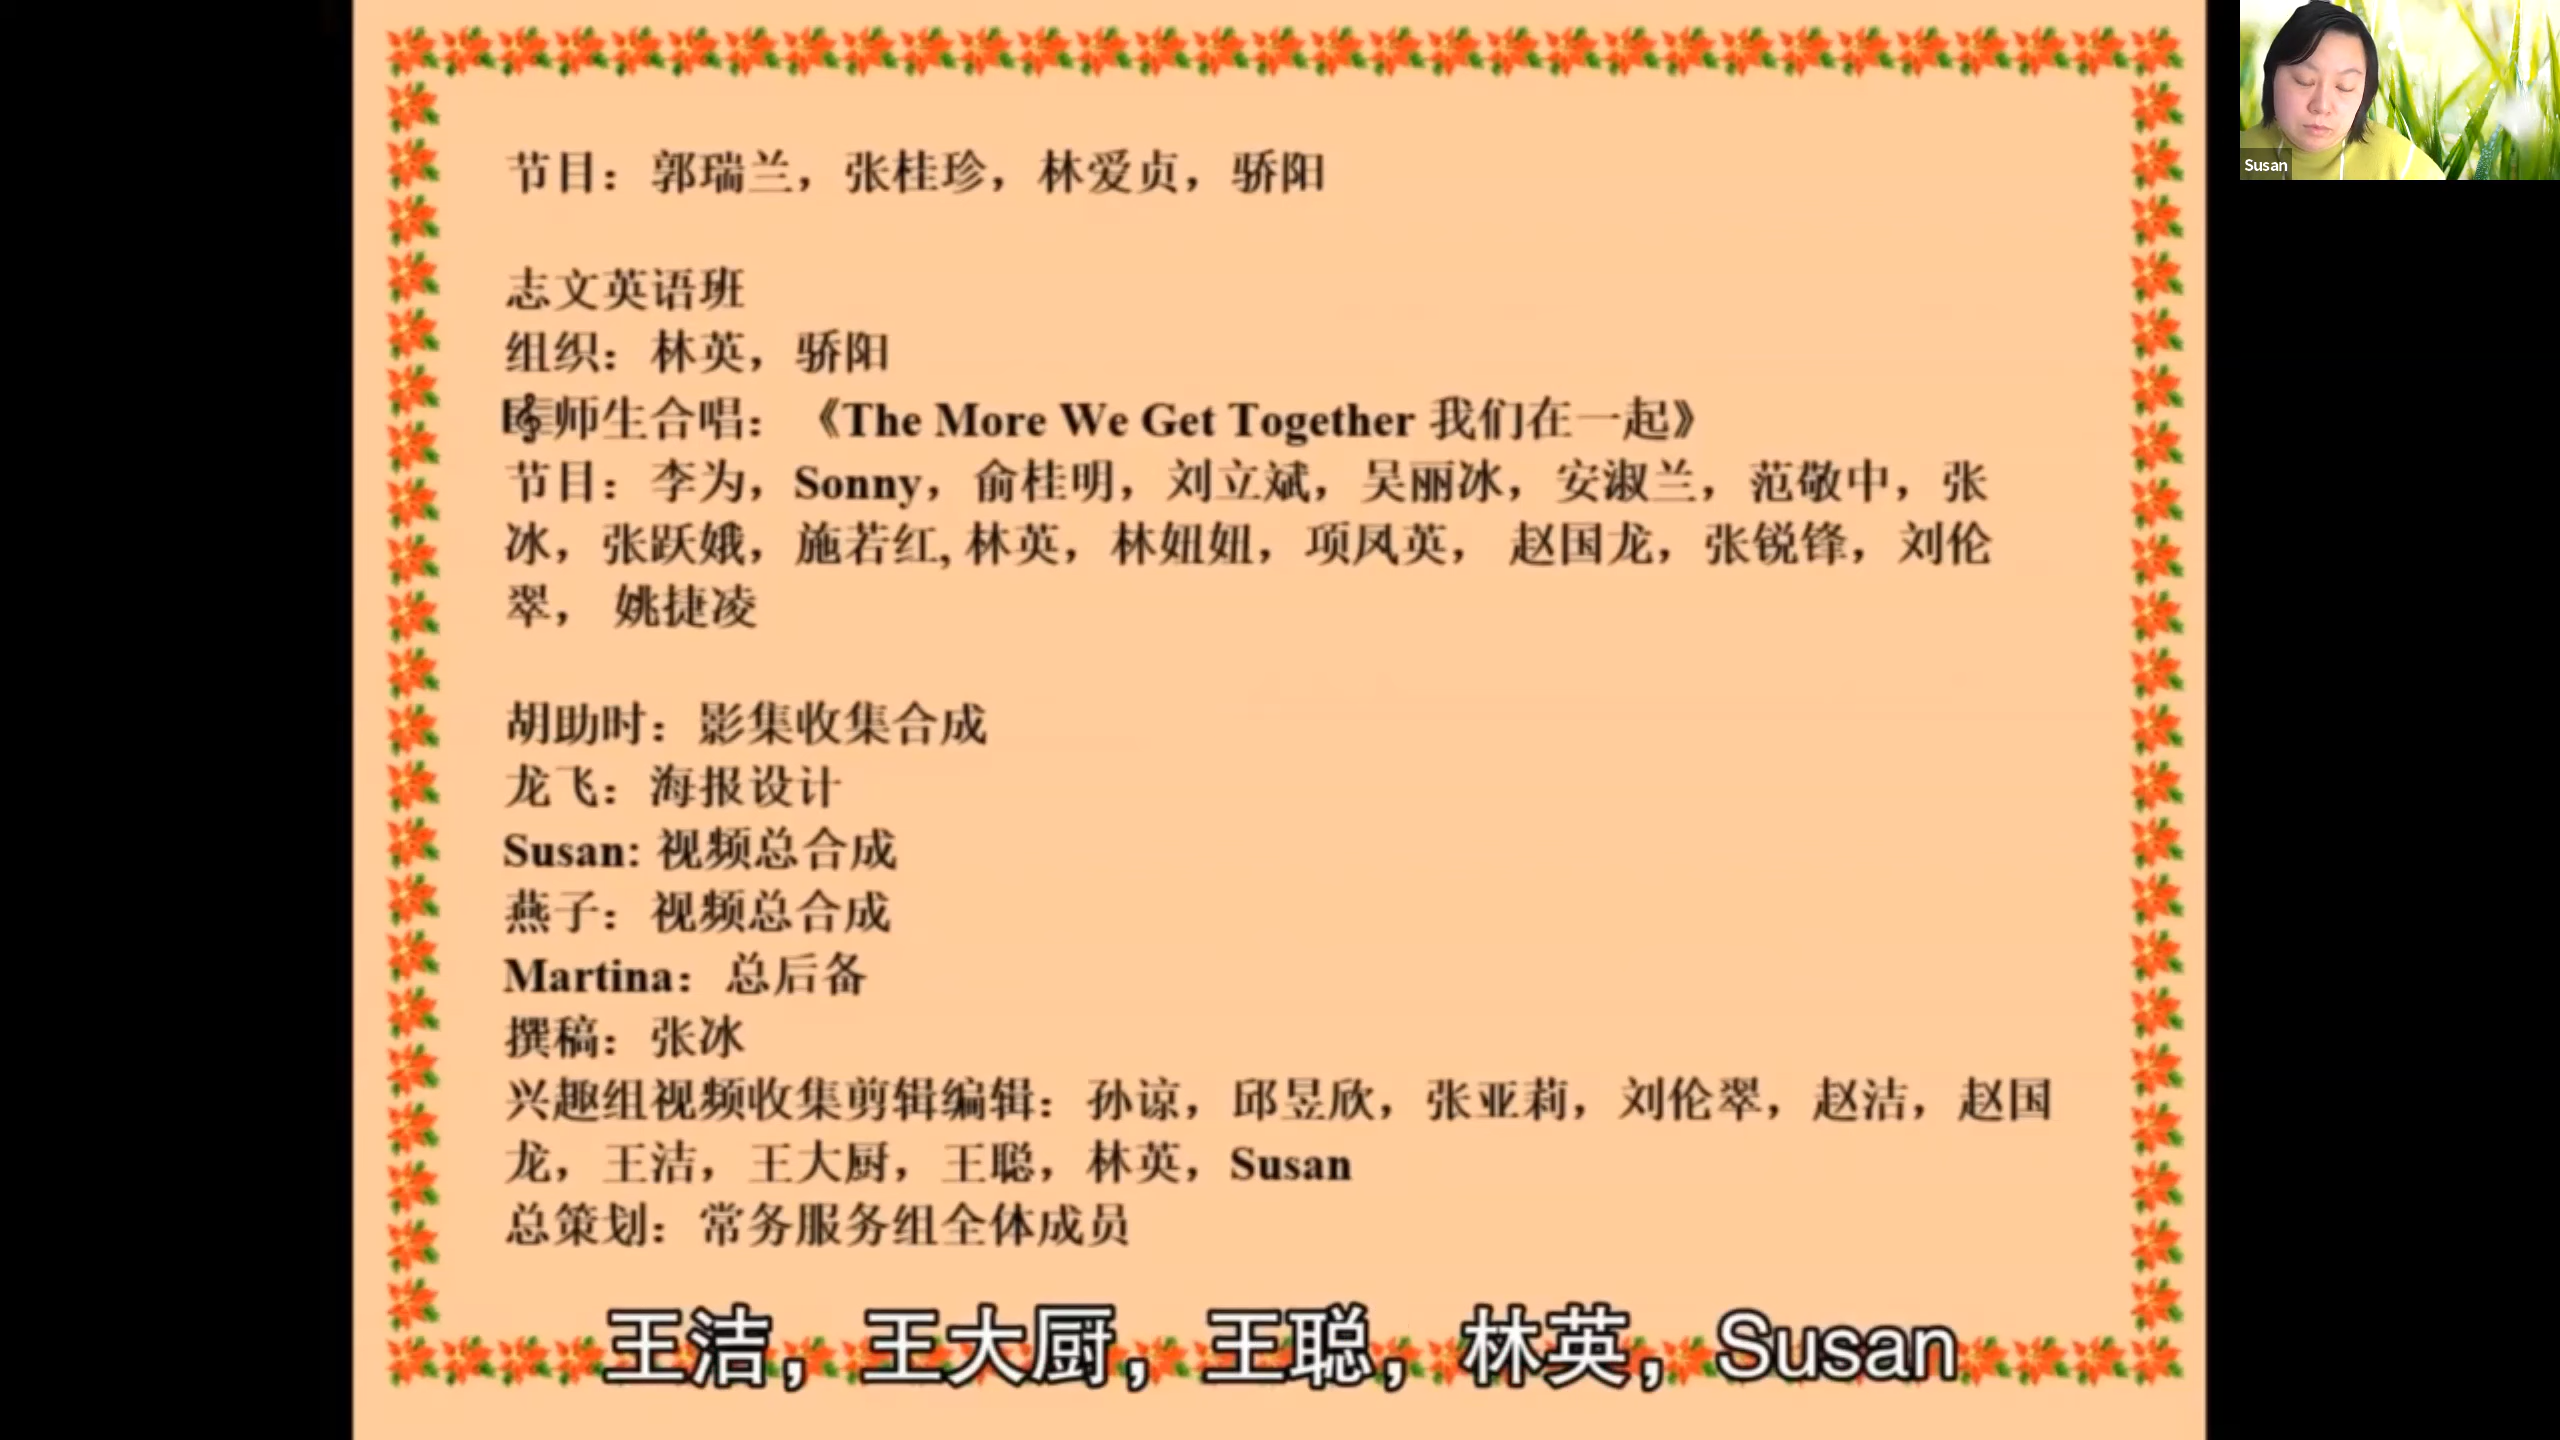 节目：郭瑞兰，张桂珍，林爱贞，骄阳
志文英语班
组织：林英，骄阳
🎼师生合唱：《The More We Get Together 我们在一起》
节目：李为，Sonny，俞桂明，刘立斌，吴丽冰，安淑兰，范敬中，张
冰，张跃娥，施若红, 林英，林妞妞，项凤英， 赵国龙，张锐锋，刘伦
翠， 姚捷凌
胡助时：影集收集合成
龙飞：海报设计
Susan: 视频总合成
燕子：视频总合成
Martina：总后备
撰稿：张冰
兴趣组视频收集剪辑编辑：孙谅，邱昱欣，张亚莉，刘伦翠，赵洁，赵国
龙，王洁，王大厨，王聪，林英，Susan
总策划：常务服务组全体成员
王洁，王大厨，王聪，林英，Susan
Susan